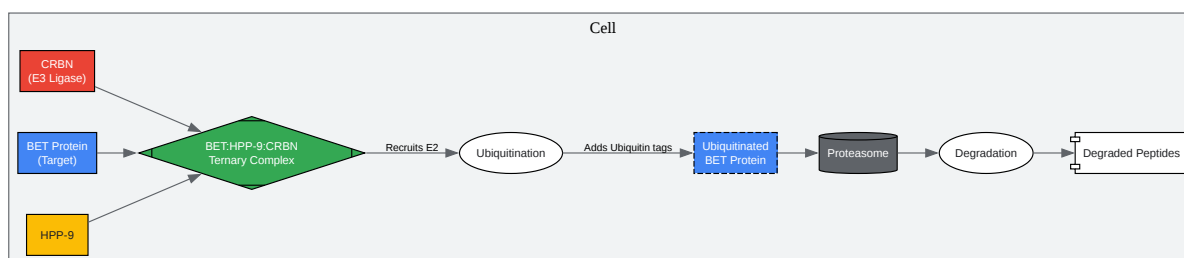 Cell
CRBN
(E3 Ligase)
BET Protein
(Target)
HPP-9
BET:HPP-9:CRBN
Ternary Complex
Recruits E2
Ubiquitination
Adds Ubiquitin tags
Ubiquitinated
BET Protein
Proteasome
Degradation
Degraded Peptides